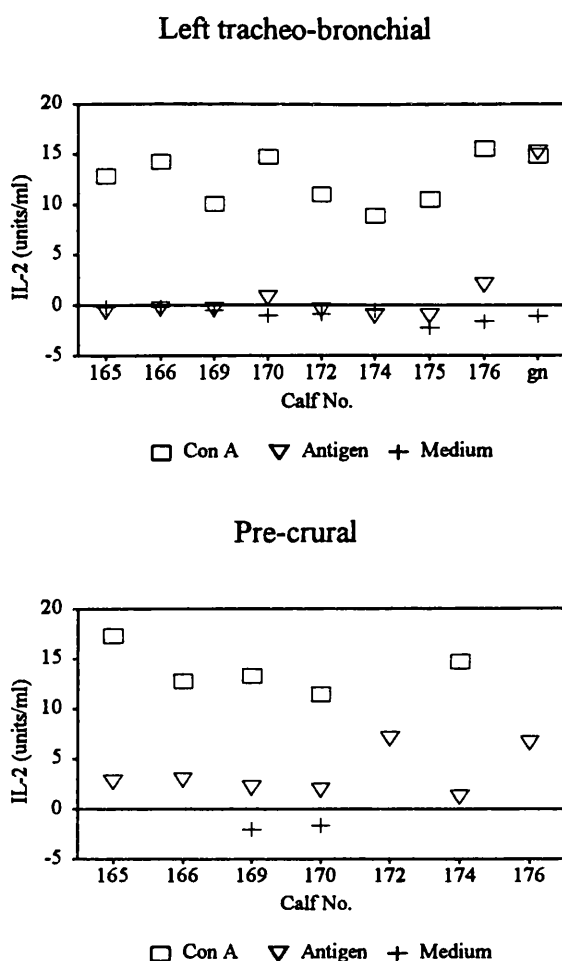 Left tracheo-bronchial
20
15
10
5
0
-5
IL-2 (units/ml)
165 166 169 170 172 174 175 176 gn
Calf No.
Con A Antigen Medium
Pre-crural
20
15
10
5
0
-5
IL-2 (units/ml)
165 166 169 170 172 174 176
Calf No.
Con A Antigen Medium